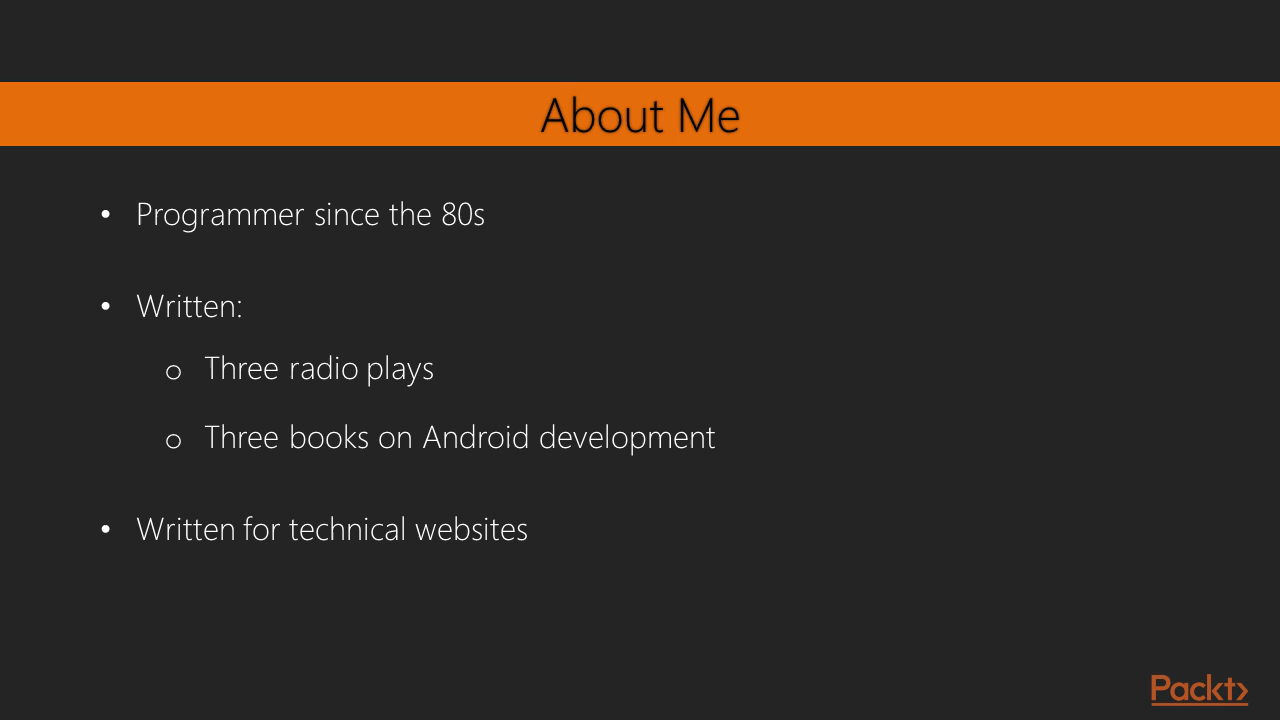 About Me
• Programmer since the 80s
• Written:
o Three radio plays
o Three books on Android development
• Written for technical websites
Packt>